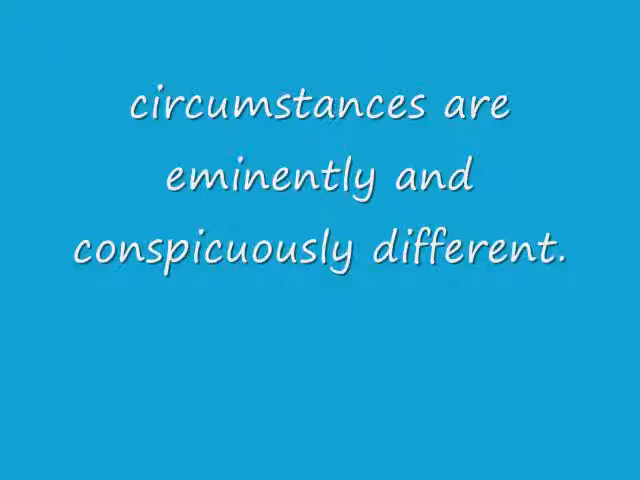 circumstances are
eminently and
conspicuously different.